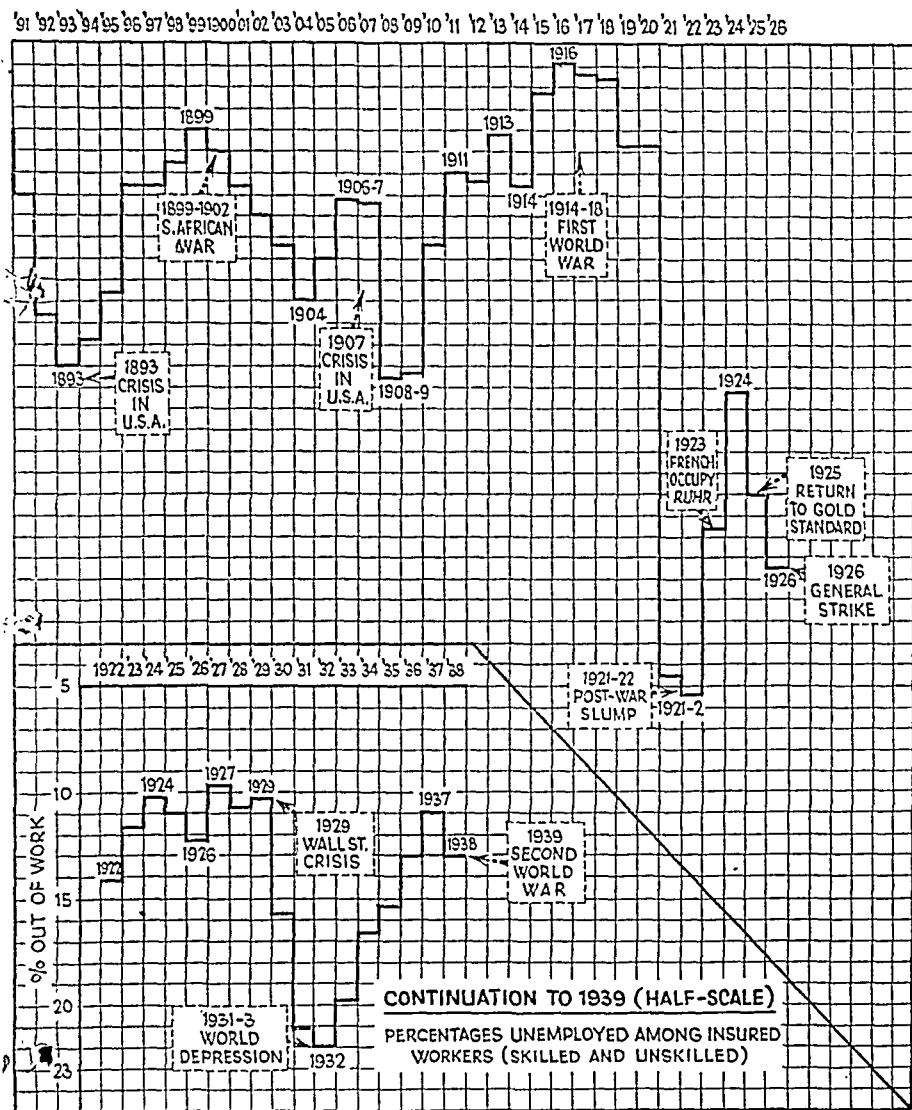 '91 '92 '93 '94 '95 '96 '97 '98 '99 1900 '01 '02 '03 '04 '05 '06 '07 '08 '09 '10 '11 '12 '13 '14 '15 '16 '17 '18 '19 '20 '21 '22 '23 '24 '25 '26
1916
1899
1913
1911
1906-7
1914
1899-1902
S. AFRICAN
WAR
1914-18
FIRST
WORLD
WAR
1904
1893
1893
CRISIS
IN
U.S.A.
1907
CRISIS
IN
U.S.A.
1908-9
1924
1923
FRENCH
OCCUPY
RUHR
1925
RETURN
TO GOLD
STANDARD
1926
1926
GENERAL
STRIKE
1921-22
POST-WAR
SLUMP
1921-2
1922 '23 '24 '25 '26 '27 '28 '29 '30 '31 '32 '33 '34 '35 '36 '37 '38
5
10
15
20
23
% OUT OF WORK
1922
1924
1926
1927
1929
1929
WALL ST.
CRISIS
1937
1938
1939
SECOND
WORLD
WAR
1931-3
WORLD
DEPRESSION
1932
CONTINUATION TO 1939 (HALF-SCALE)
PERCENTAGES UNEMPLOYED AMONG INSURED
WORKERS (SKILLED AND UNSKILLED)